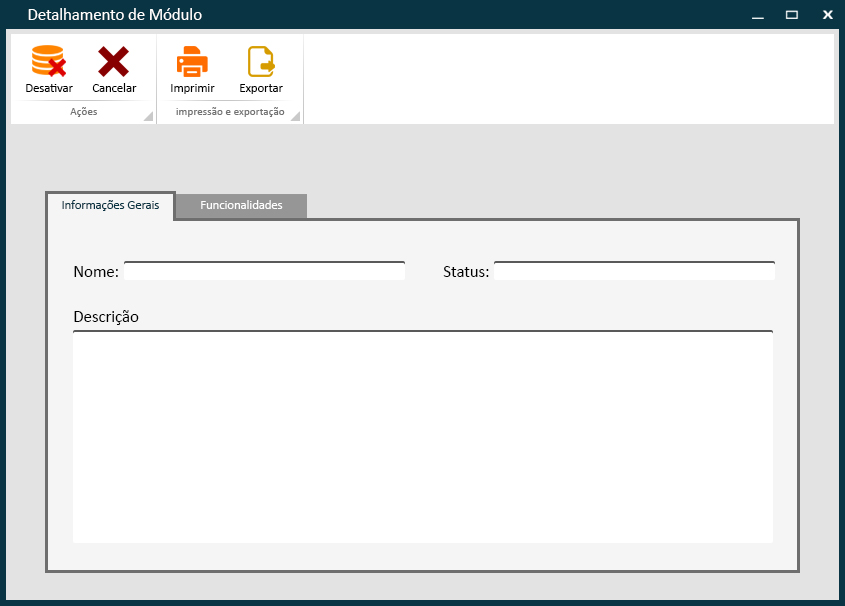 Detalhamento de Módulo
Desativar Cancelar Imprimir Exportar
Ações impressão e exportação
Informações Gerais Funcionalidades
Nome: Status:
Descrição